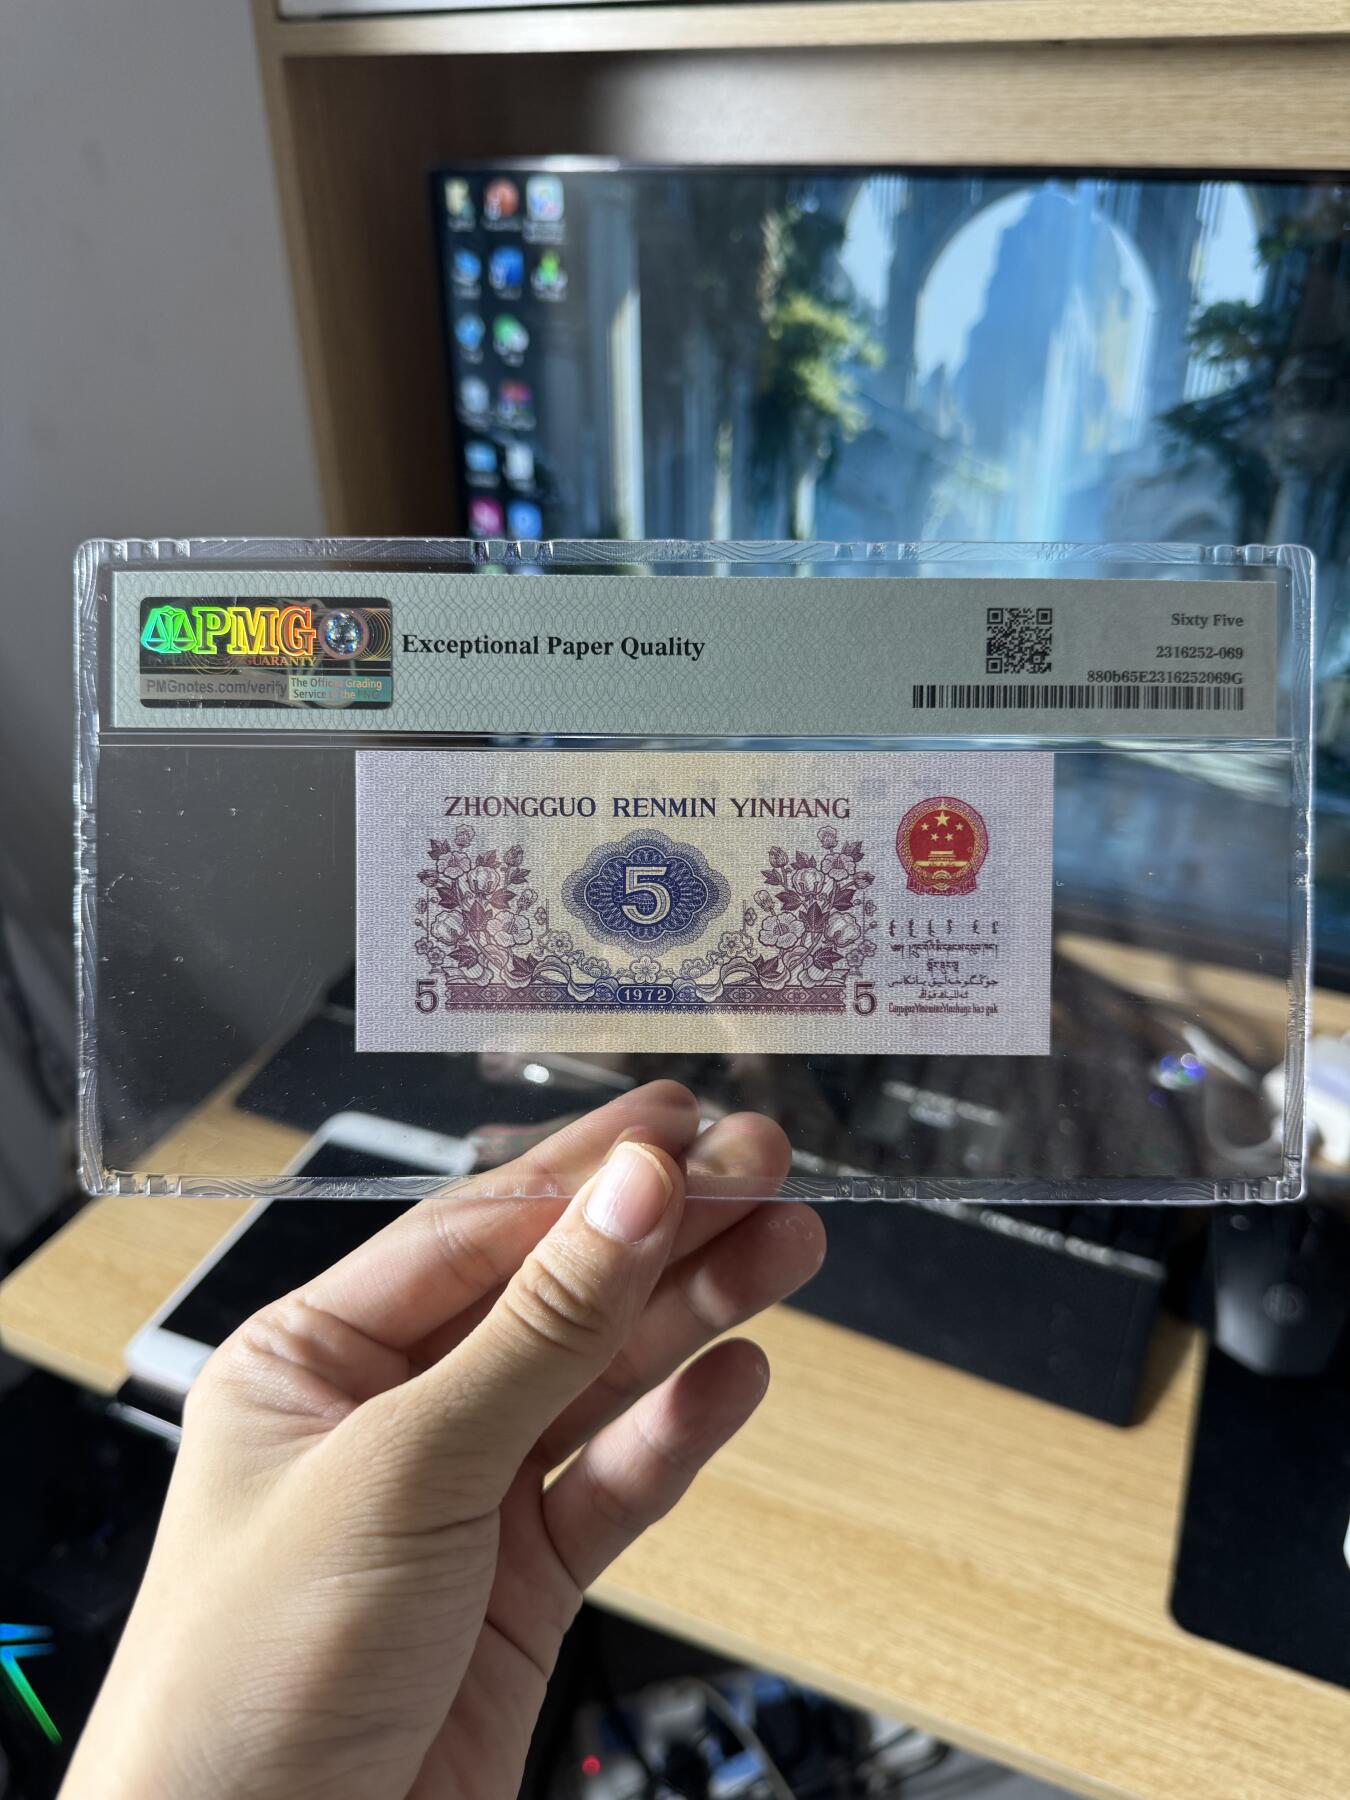 PMG
GUARANTY
PMGnotes.com/verify
The Official Grading
Service of the PNG
Exceptional Paper Quality
Sixty Five
2316252-069
880b65E2316252069G
ZHONGGUO RENMIN YINHANG
5
1972
5
5